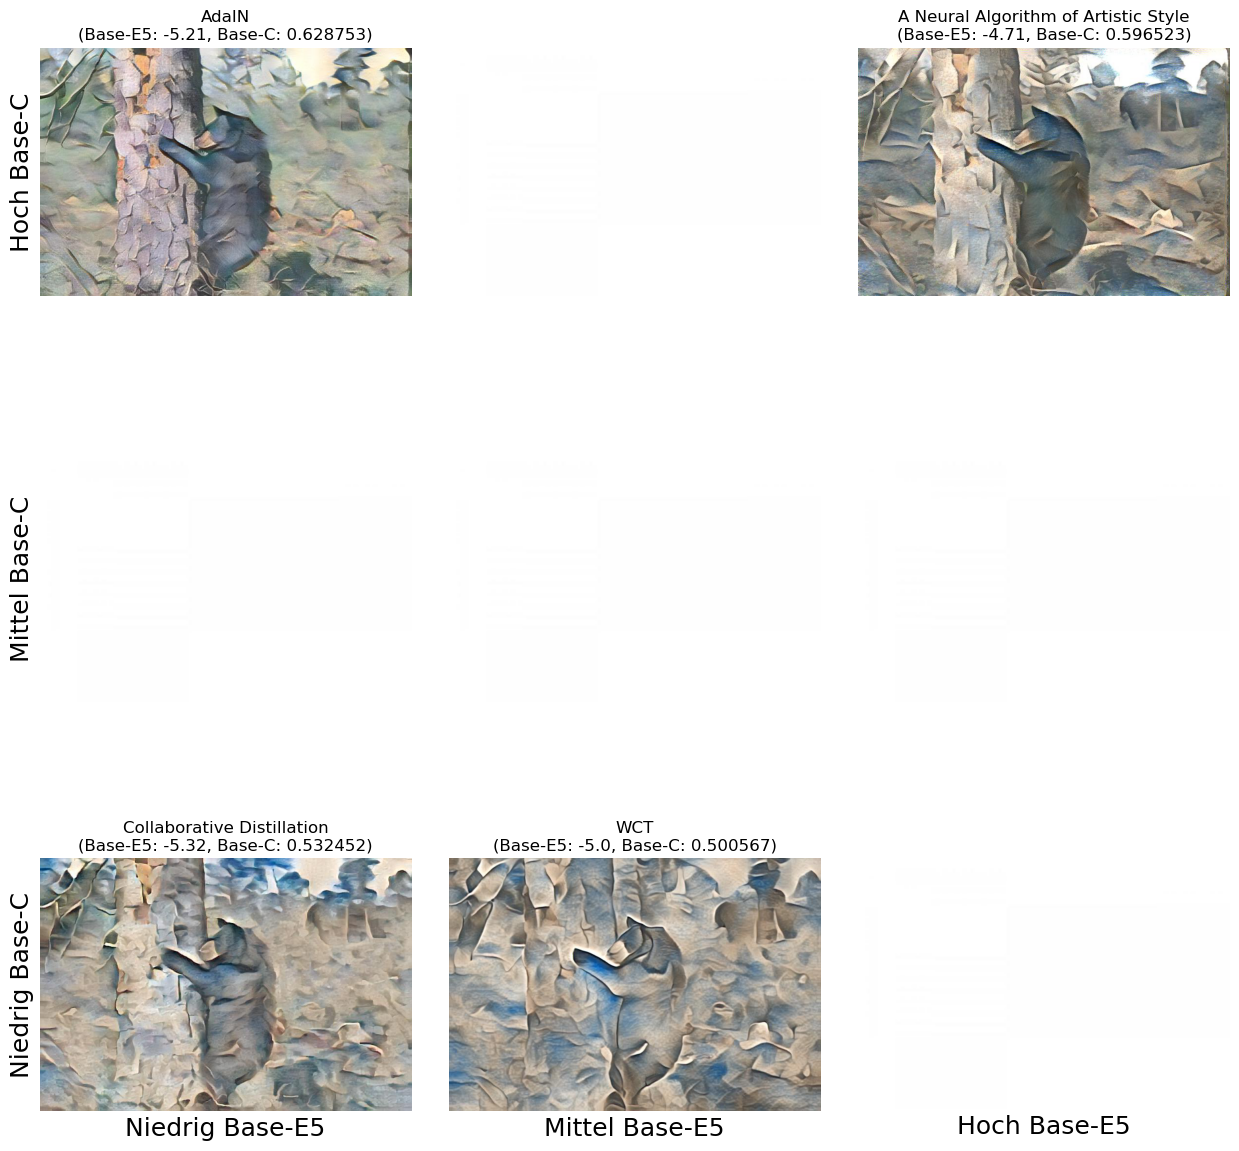 AdaIN
(Base-E5: -5.21, Base-C: 0.628753)
A Neural Algorithm of Artistic Style
(Base-E5: -4.71, Base-C: 0.596523)
Hoch Base-C
Mittel Base-C
Collaborative Distillation
(Base-E5: -5.32, Base-C: 0.532452)
WCT
(Base-E5: -5.0, Base-C: 0.500567)
Niedrig Base-C
Niedrig Base-E5
Mittel Base-E5
Hoch Base-E5